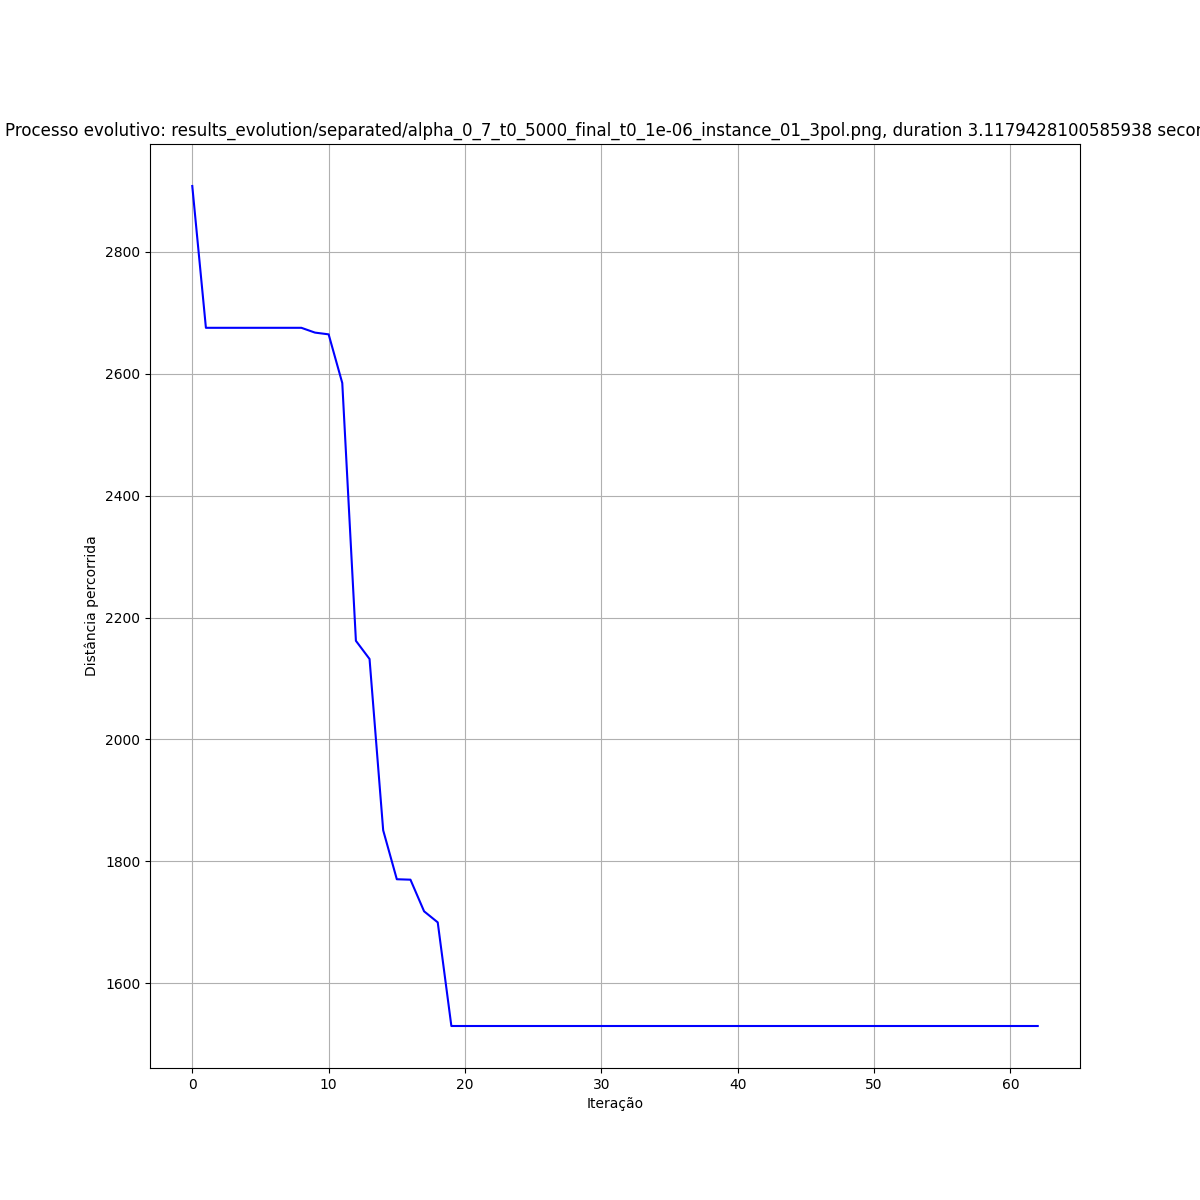 Processo evolutivo: results_evolution/separated/alpha_0_7_t0_5000_final_t0_1e-06_instance_01_3pol.png, duration 3.1179428100585938 secon
2800
2600
2400
2200
2000
1800
1600
Distância percorrida
0 10 20 30 40 50 60
Iteração